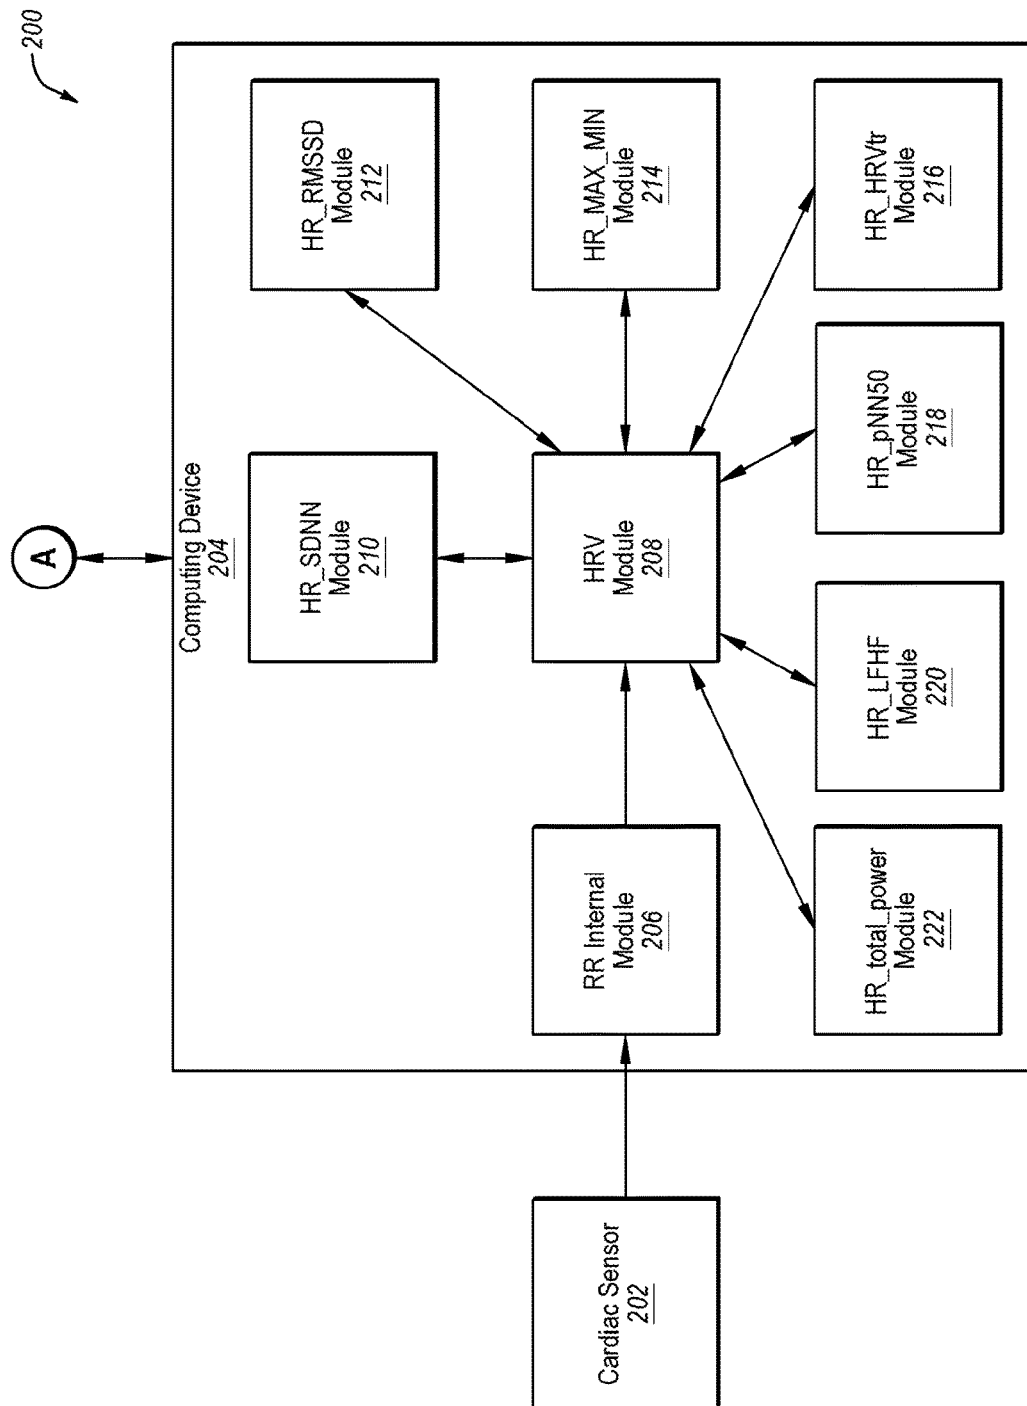 200
A
Computing Device
204
HR_SDNN
Module
210
HR_RMSSD
Module
212
Cardiac Sensor
202
RR Internal
Module
206
HRV
Module
208
HR_MAX_MIN
Module
214
HR_total_power
Module
222
HR_LFHF
Module
220
HR_pNN50
Module
218
HR_HRVtr
Module
216